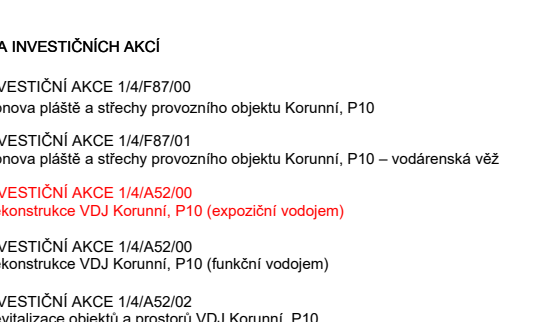 A INVESTIČNÍCH AKCÍ
VESTIČNÍ AKCE 1/4/F87/00
onova pláště a střechy provozního objektu Korunní, P10
VESTIČNÍ AKCE 1/4/F87/01
onova pláště a střechy provozního objektu Korunní, P10 – vodárenská věž
VESTIČNÍ AKCE 1/4/A52/00
ekonstrukce VDJ Korunní, P10 (expoziční vodojem)
VESTIČNÍ AKCE 1/4/A52/00
ekonstrukce VDJ Korunní, P10 (funkční vodojem)
VESTIČNÍ AKCE 1/4/A52/02
evitalizace objektů a prostorů VDJ Korunní, P10